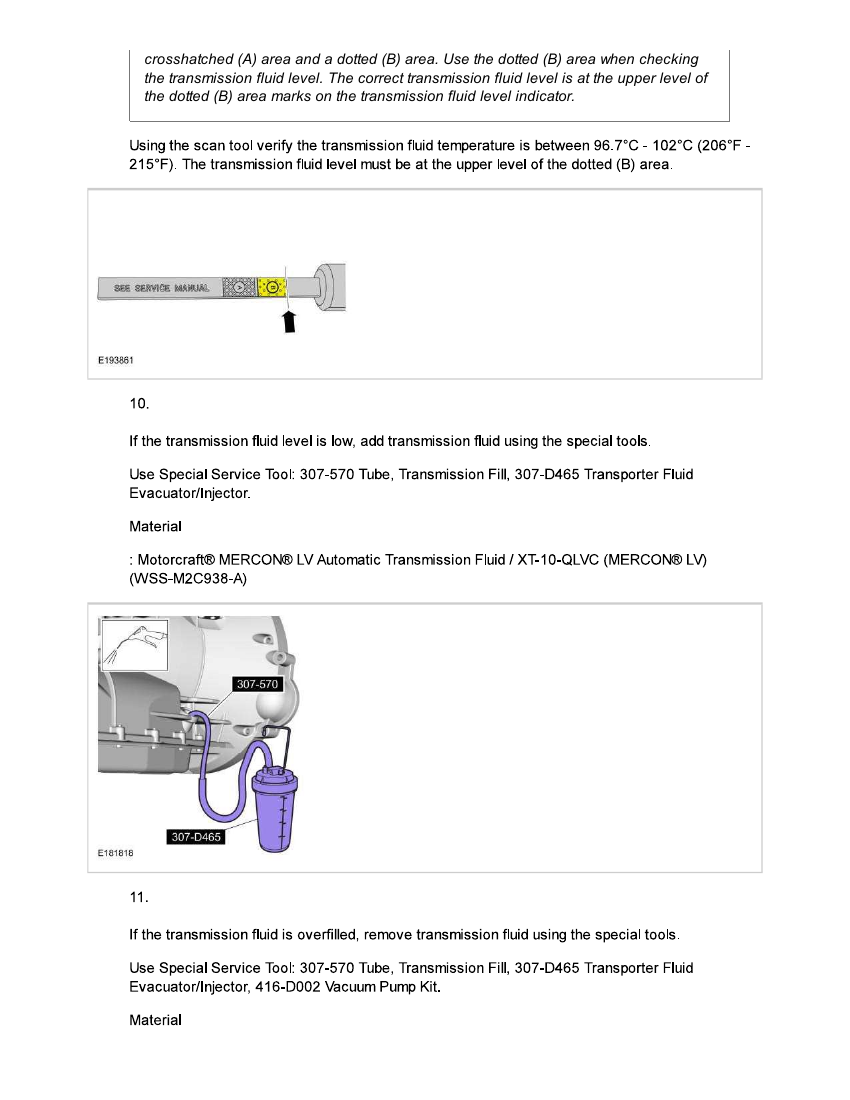 crosshatched (A) area and a dotted (B) area. Use the dotted (B) area when checking
the transmission fluid level. The correct transmission fluid level is at the upper level of
the dotted (B) area marks on the transmission fluid level indicator.
Using the scan tool verify the transmission fluid temperature is between 96.7°C - 102°C (206°F -
215°F). The transmission fluid level must be at the upper level of the dotted (B) area.
SEE SERVICE MANUAL A B
E193861
10.
If the transmission fluid level is low, add transmission fluid using the special tools.
Use Special Service Tool: 307-570 Tube, Transmission Fill, 307-D465 Transporter Fluid
Evacuator/Injector.
Material
: Motorcraft® MERCON® LV Automatic Transmission Fluid / XT-10-QLVC (MERCON® LV)
(WSS-M2C938-A)
307-570
307-D465
E181818
11.
If the transmission fluid is overfilled, remove transmission fluid using the special tools.
Use Special Service Tool: 307-570 Tube, Transmission Fill, 307-D465 Transporter Fluid
Evacuator/Injector, 416-D002 Vacuum Pump Kit.
Material